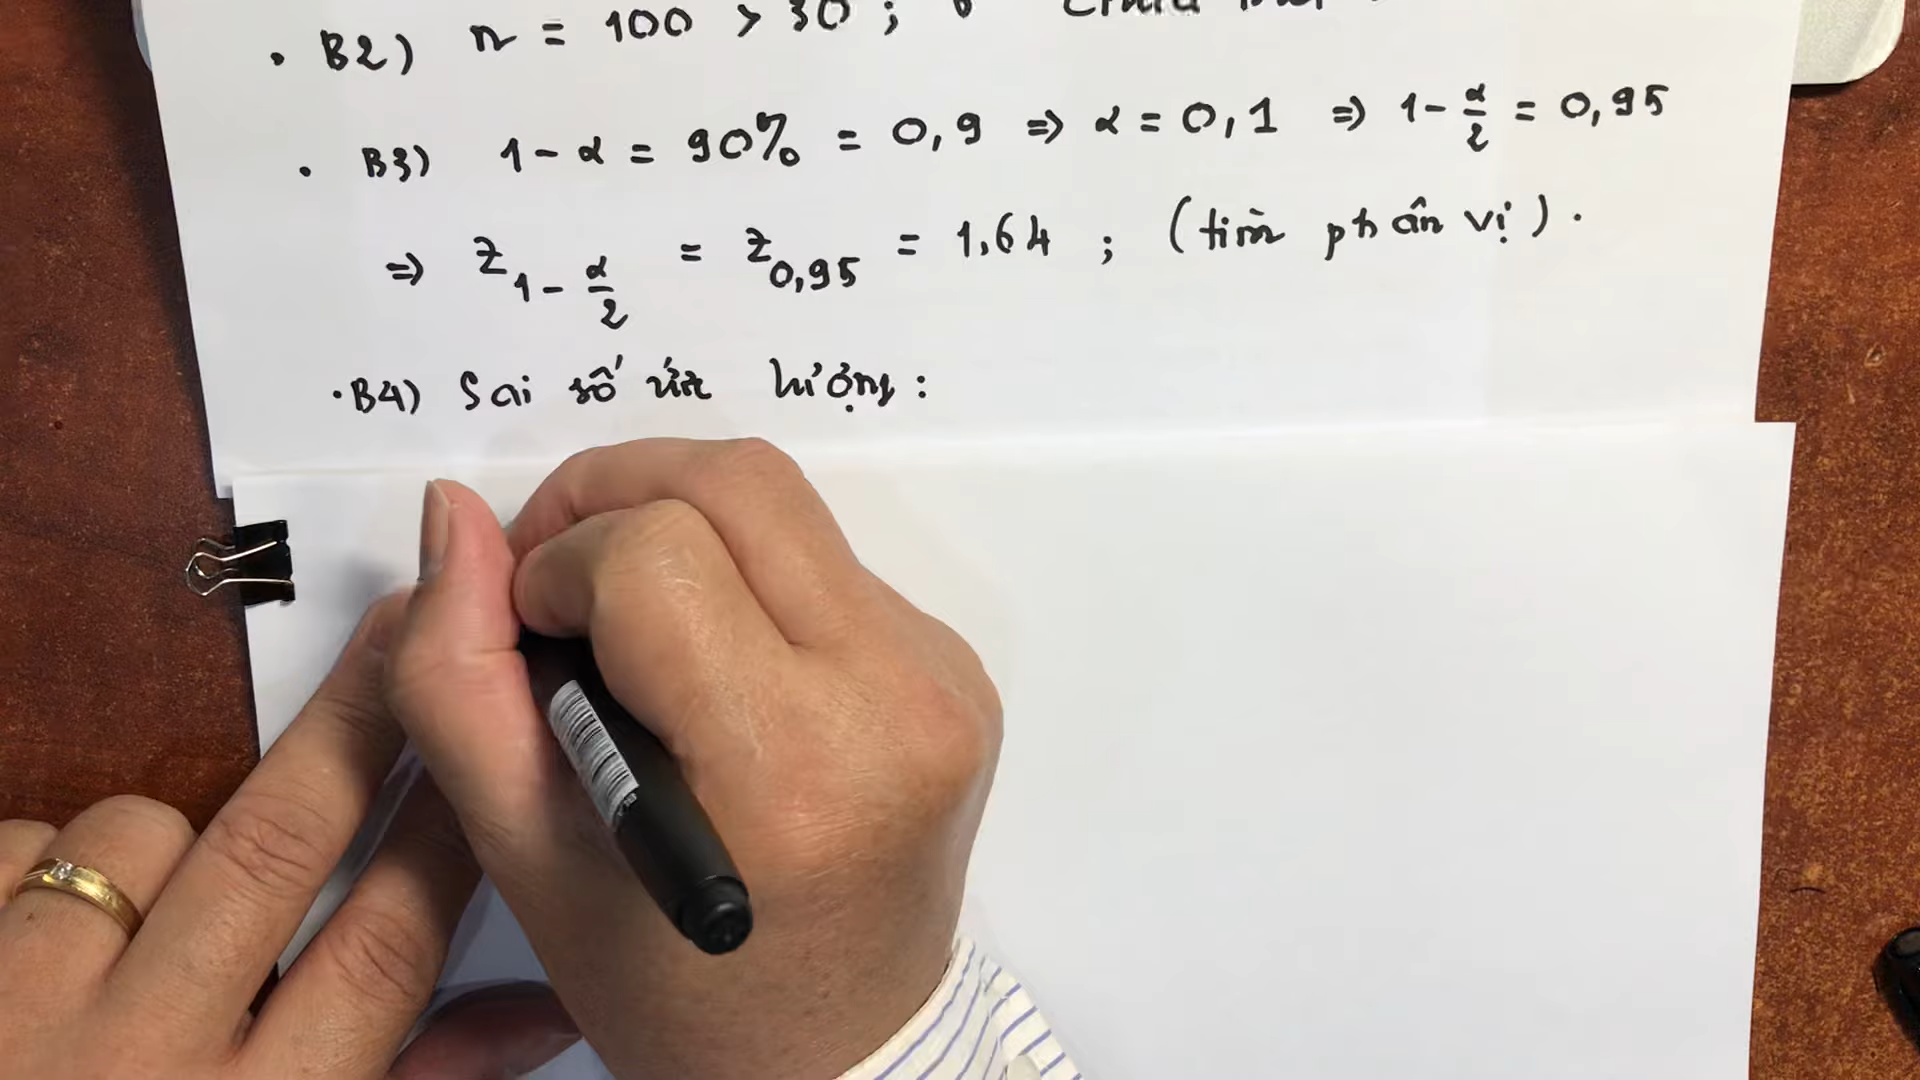 • B2) n = 100 > 30 ;
• B3) 1 - α = 90% = 0,9 ⇒ α = 0,1 ⇒ 1 - α/2 = 0,95
⇒ Z_{1 - α/2} = Z_{0,95} = 1,64 ; (tìm phân vị).
• B4) Sai số ước lượng :